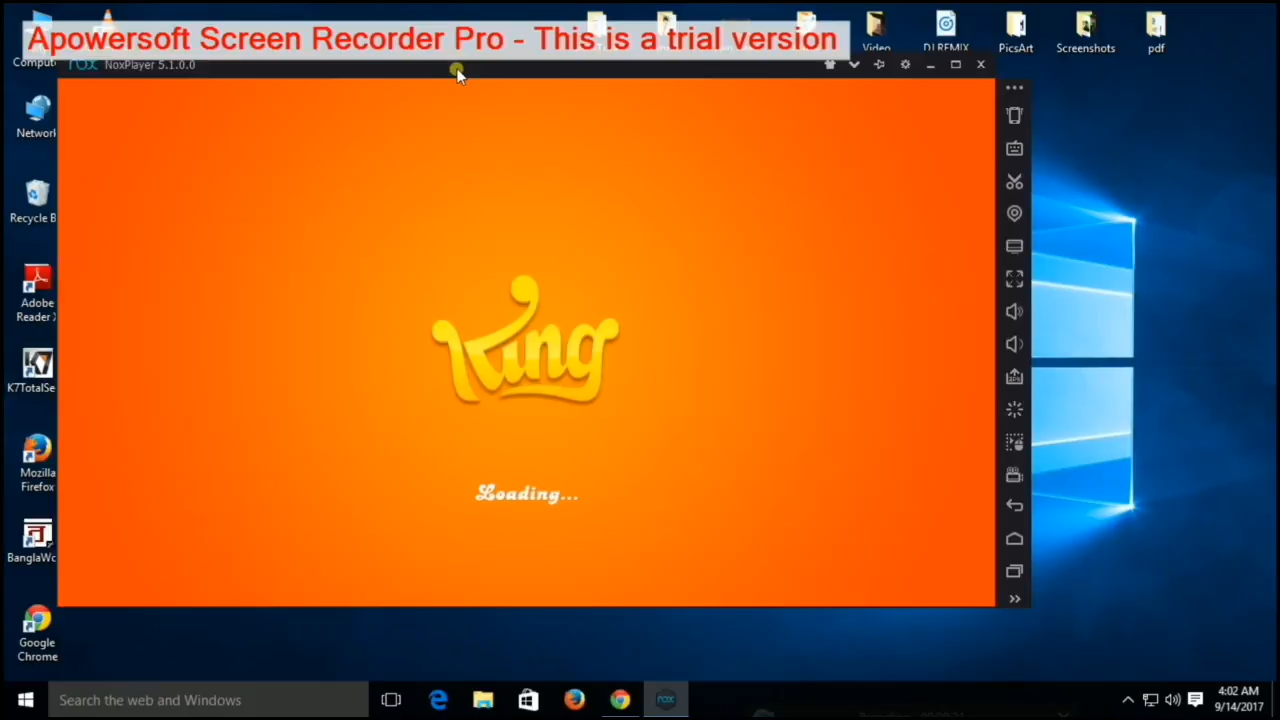 Apowersoft Screen Recorder Pro - This is a trial version
Video
PicsArt
Screenshots
pdf
nox NoxPlayer 5.1.0.0
Network
Recycle B
Adobe
Reader
K7TotalSe
Mozilla
Firefox
BanglaWo
Google
Chrome
King
Loading...
Search the web and Windows
nox
4:02 AM
9/14/2017